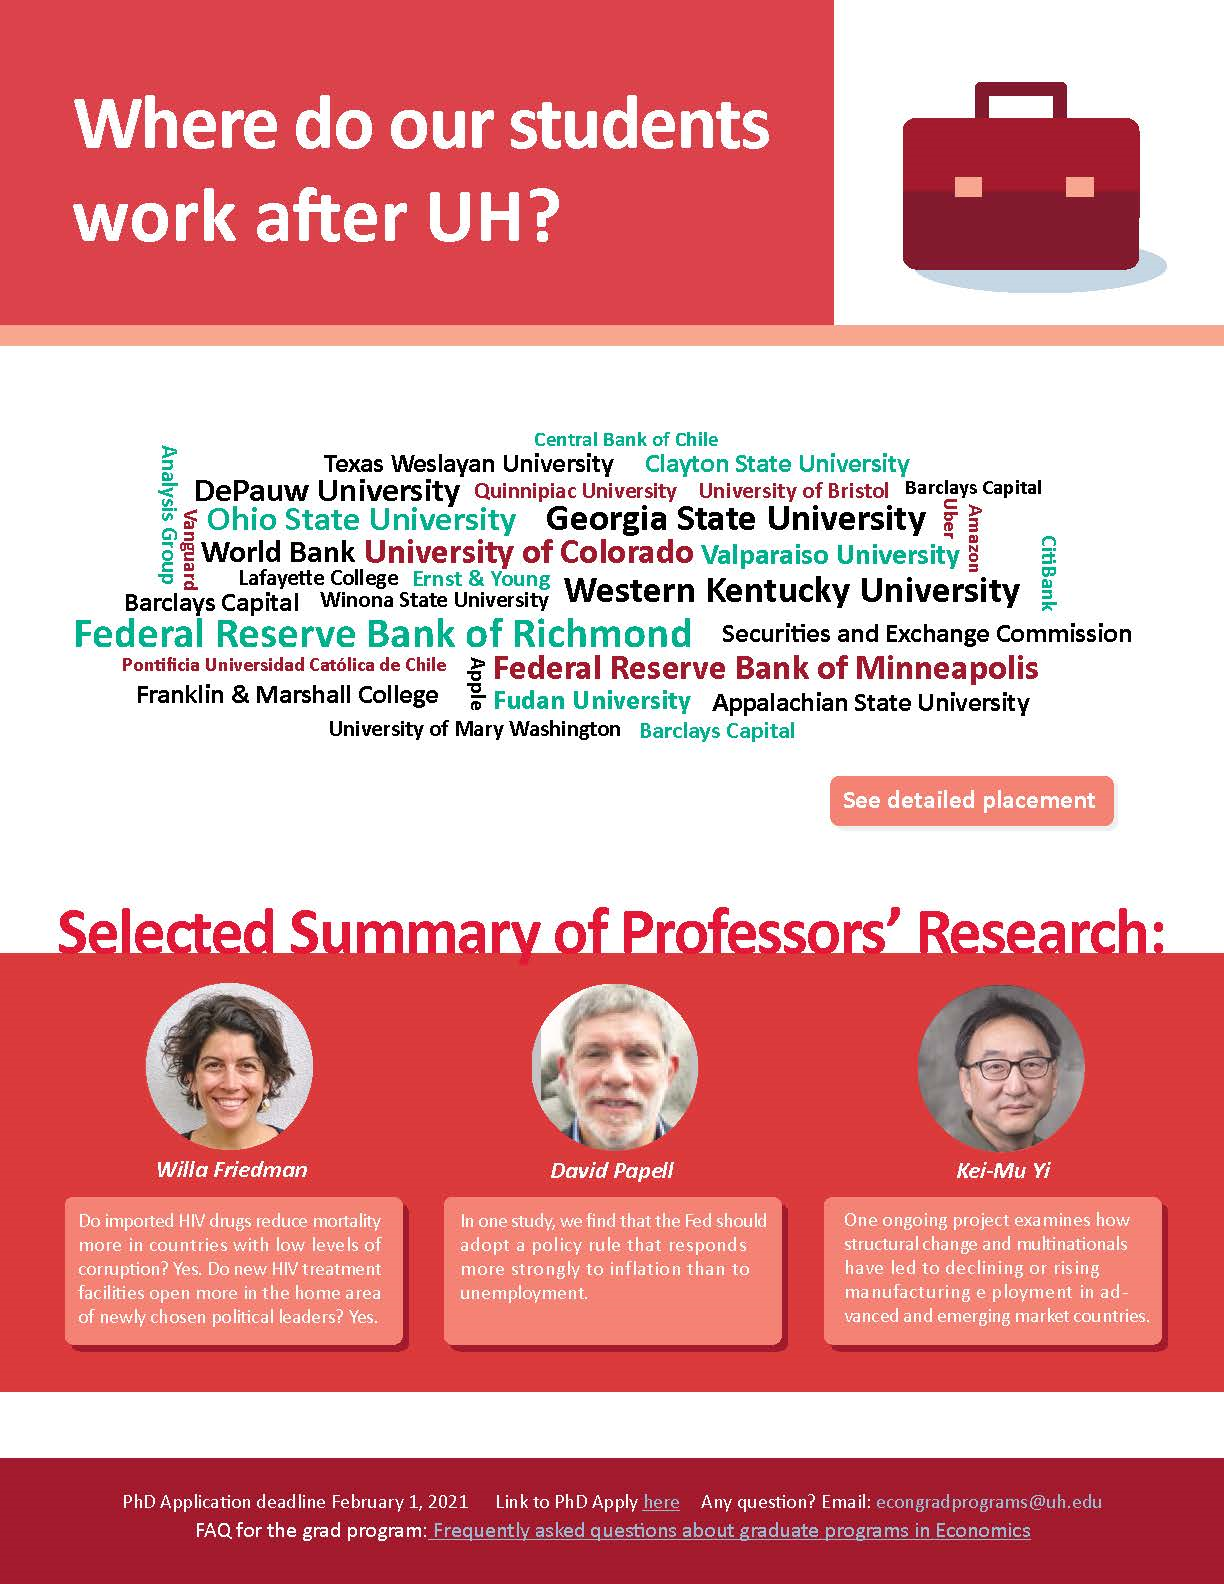 Where do our students
work after UH?
Central Bank of Chile
Texas Weslayan University Clayton State University
Analysis Group
DePauw University Quinnipiac University University of Bristol Barclays Capital
Vanguard
Ohio State University Georgia State University
Uber
Amazon
World Bank University of Colorado Valparaiso University
CitiBank
Lafayette College Ernst & Young
Western Kentucky University
Barclays Capital Winona State University
Federal Reserve Bank of Richmond Securities and Exchange Commission
Pontificia Universidad Católica de Chile
Apple
Federal Reserve Bank of Minneapolis
Franklin & Marshall College
Fudan University Appalachian State University
University of Mary Washington Barclays Capital
See detailed placement
Selected Summary of Professors’ Research:
Willa Friedman
Do imported HIV drugs reduce mortality
more in countries with low levels of
corruption? Yes. Do new HIV treatment
facilities open more in the home area
of newly chosen political leaders? Yes.
David Papell
In one study, we find that the Fed should
adopt a policy rule that responds
more strongly to inflation than to
unemployment.
Kei-Mu Yi
One ongoing project examines how
structural change and multinationals
have led to declining or rising
manufacturing e ployment in ad-
vanced and emerging market countries.
PhD Application deadline February 1, 2021 Link to PhD Apply here Any question? Email: econgradprograms@uh.edu
FAQ for the grad program: Frequently asked questions about graduate programs in Economics